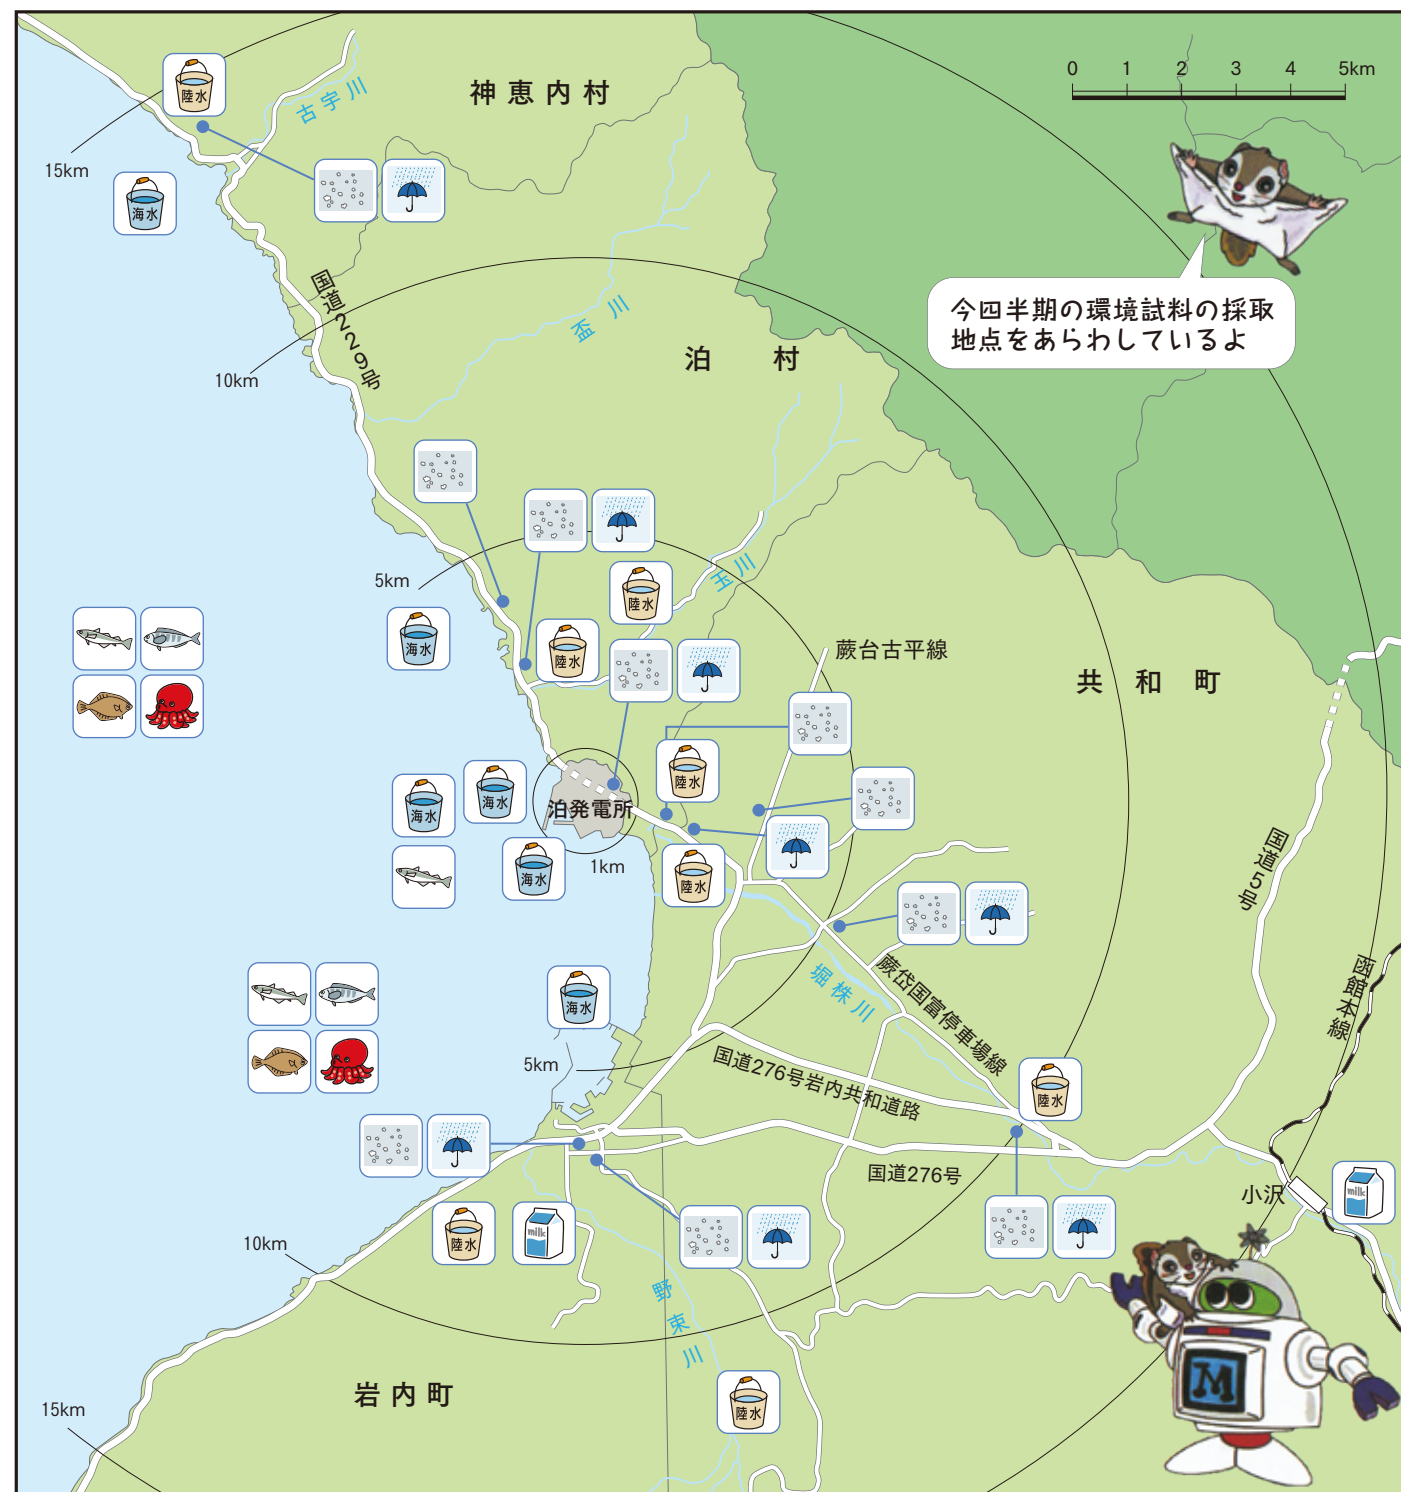 0 1 2 3 4 5km
陸水
古宇川
神恵内村
15km
海水
国道229号
今四半期の環境試料の採取
地点をあらわしているよ
盃川
泊村
10km
5km
玉川
陸水
海水
陸水
蕨台古平線
共和町
陸水
海水
海水
泊発電所
1km
海水
陸水
国道5号
函館本線
堀株川
蕨岱国富停車場線
海水
5km
国道276号岩内共和道路
陸水
国道276号
小沢
milk
陸水
milk
10km
野束川
M
岩内町
陸水
15km